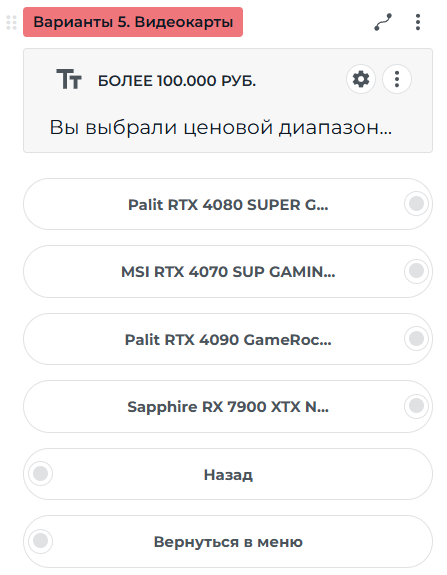 Варианты 5. Видеокарты
БОЛЕЕ 100.000 РУБ.
Вы выбрали ценовой диапазон...
Palit RTX 4080 SUPER G...
MSI RTX 4070 SUP GAMIN...
Palit RTX 4090 GameRoc...
Sapphire RX 7900 XTX N...
Назад
Вернуться в меню